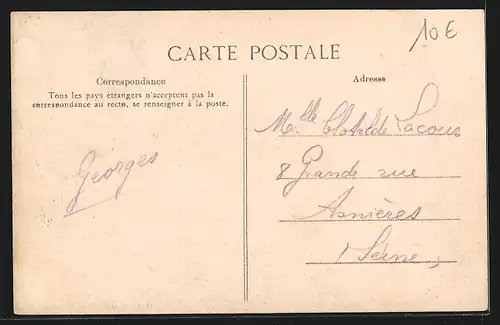 10€
CARTE POSTALE
Correspondance
Tous les pays étrangers n'acceptent pas la
correspondance au recto, se renseigner à la poste.
Georges
Adresse
Melle Clotilde Lacour
8 Grande rue
Asnières
Seine